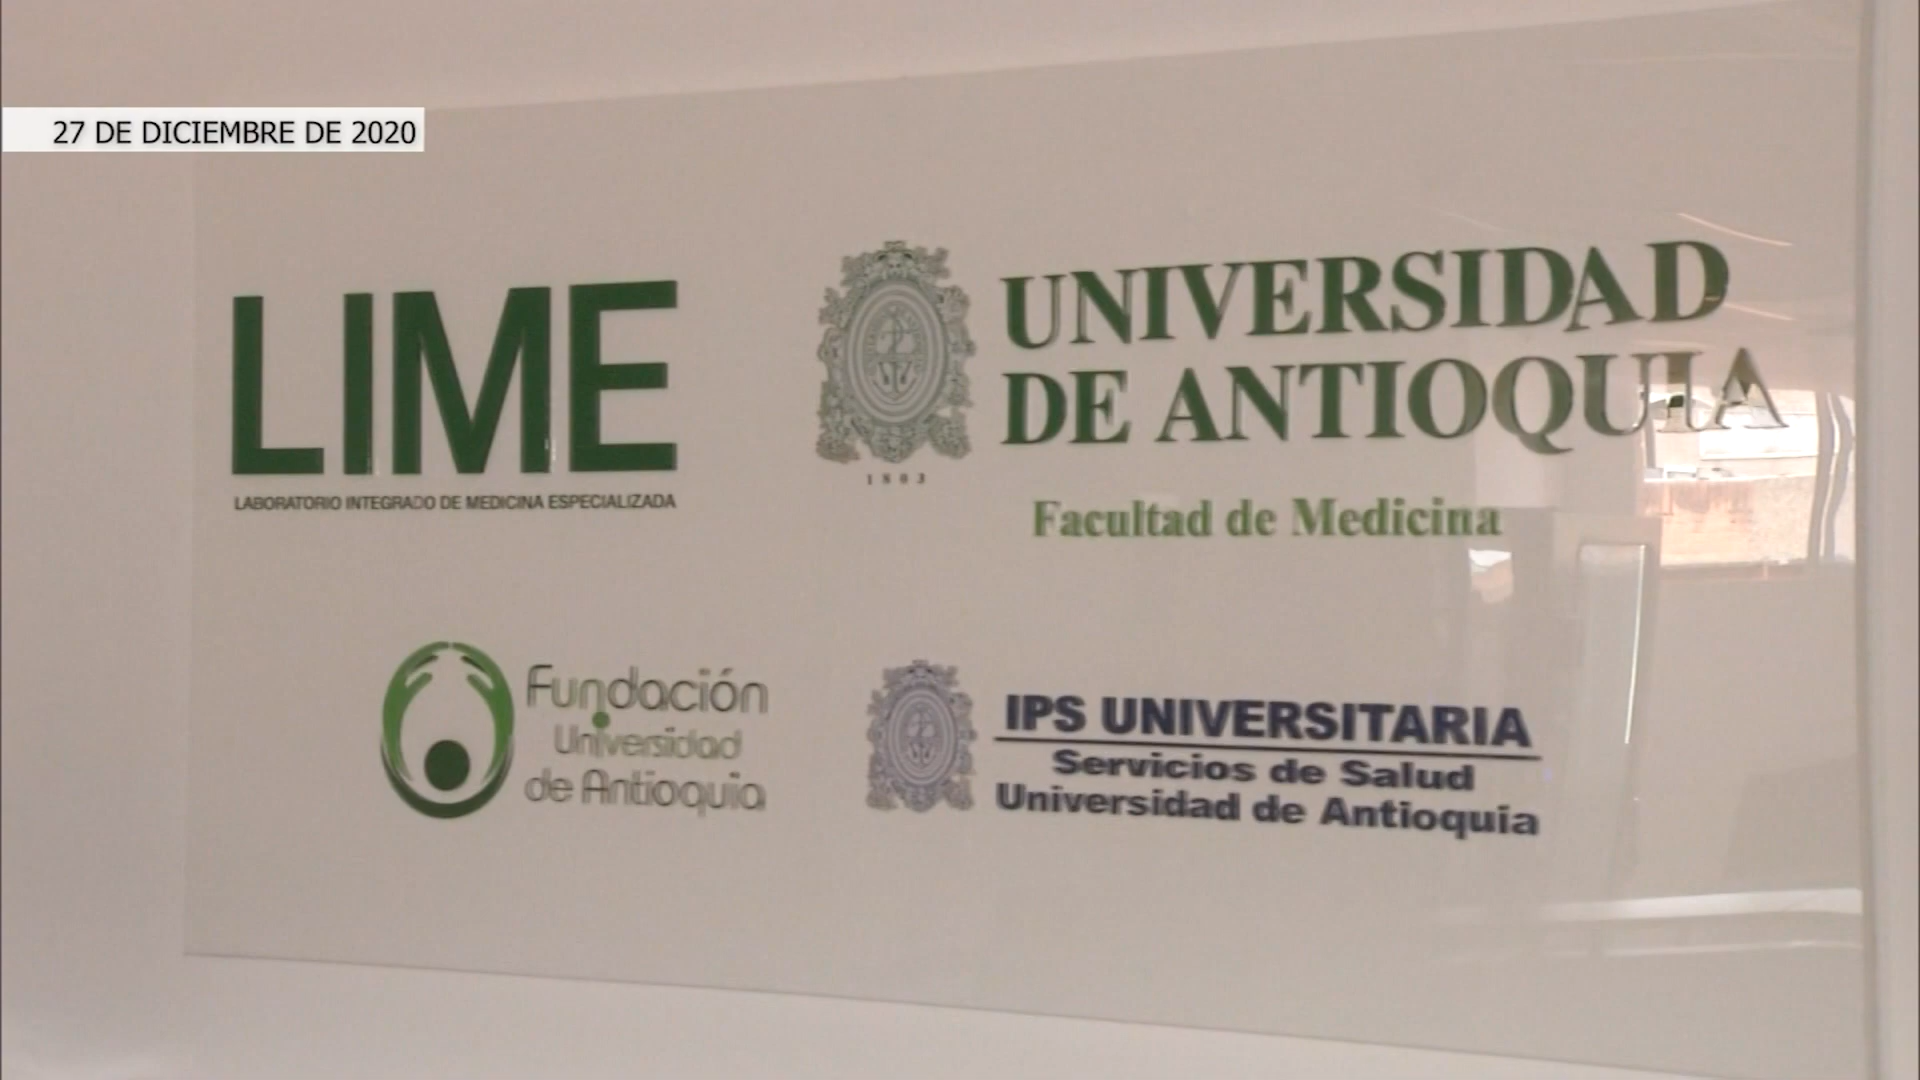 27 DE DICIEMBRE DE 2020
LIME
LABORATORIO INTEGRADO DE MEDICINA ESPECIALIZADA
1803
UNIVERSIDAD
DE ANTIOQUIA
Facultad de Medicina
Fundación
Universidad
de Antioquia
IPS UNIVERSITARIA
Servicios de Salud
Universidad de Antioquia